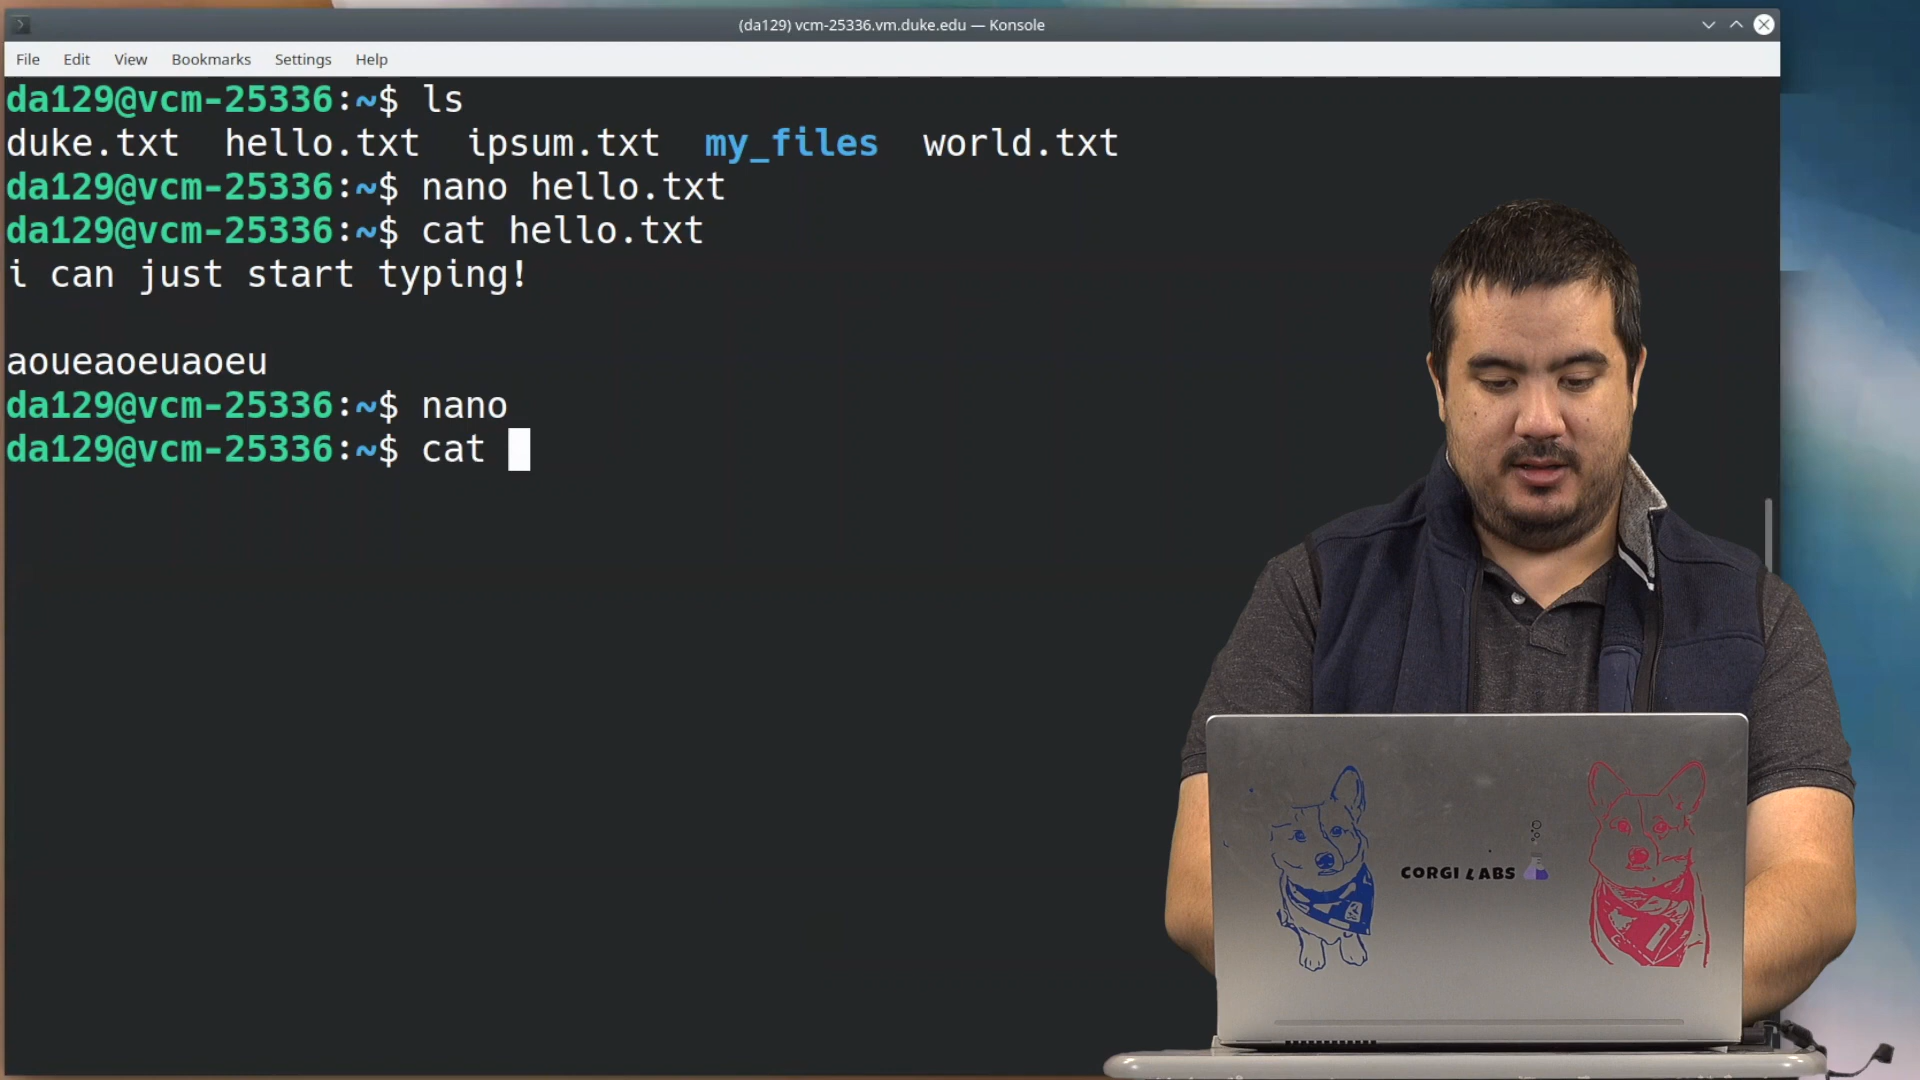 (da129) vcm-25336.vm.duke.edu — Konsole
File Edit View Bookmarks Settings Help
da129@vcm-25336:~$ ls
duke.txt hello.txt ipsum.txt my_files world.txt
da129@vcm-25336:~$ nano hello.txt
da129@vcm-25336:~$ cat hello.txt
i can just start typing!
aoueaoeuaoeu
da129@vcm-25336:~$ nano
da129@vcm-25336:~$ cat
CORGI LABS